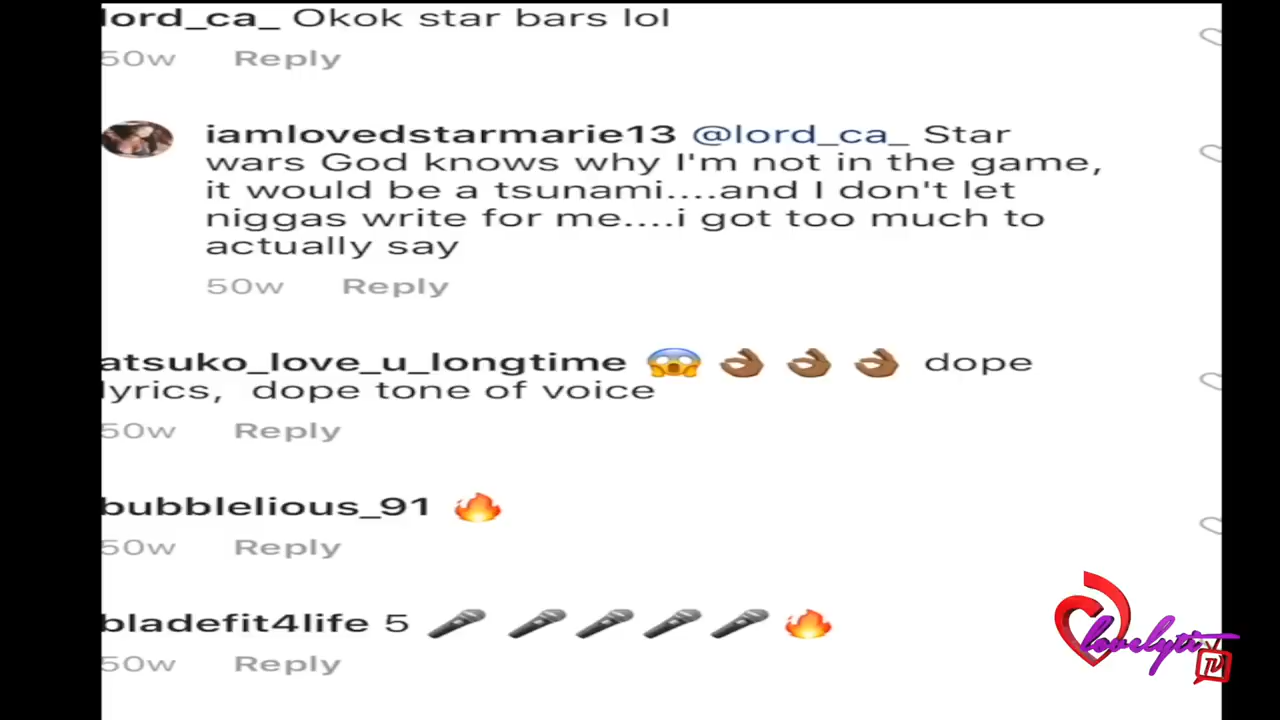 lord_ca_ Okok star bars lol
50w Reply
iamlovedstarmarie13 @lord_ca_ Star
wars God knows why I'm not in the game,
it would be a tsunami....and I don't let
niggas write for me....i got too much to
actually say
50w Reply
atsuko_love_u_longtime 😱 👌🏾 👌🏾 👌🏾 dope
lyrics, dope tone of voice
50w Reply
bubblelious_91 🔥
50w Reply
bladefit4life 5 🎤 🎤 🎤 🎤 🎤 🔥
50w Reply
lovelyti
TV